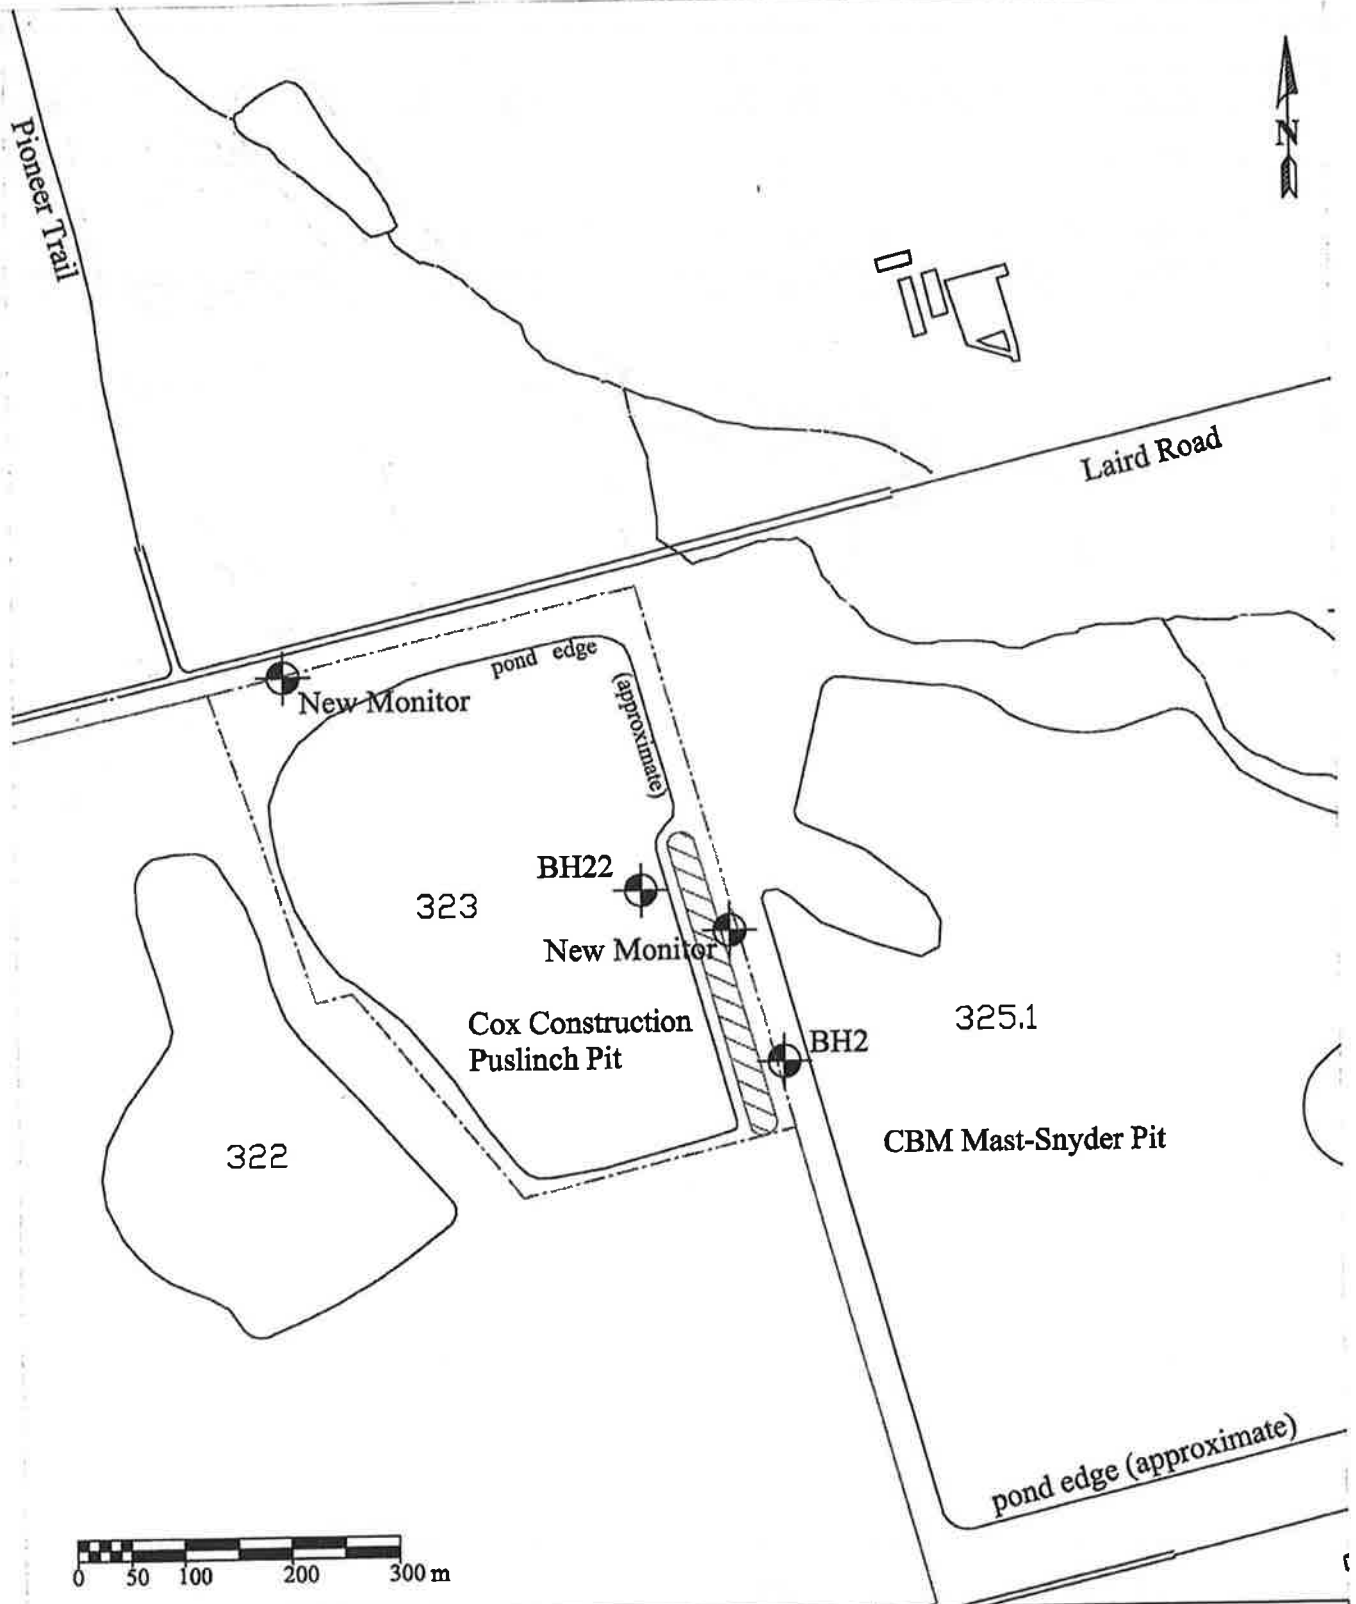 N
Pioneer Trail
Laird Road
pond edge
(approximate)
New Monitor
BH22
323
New Monitor
325.1
Cox Construction
Puslinch Pit
BH2
CBM Mast-Snyder Pit
322
pond edge (approximate)
0 50 100 200 300 m